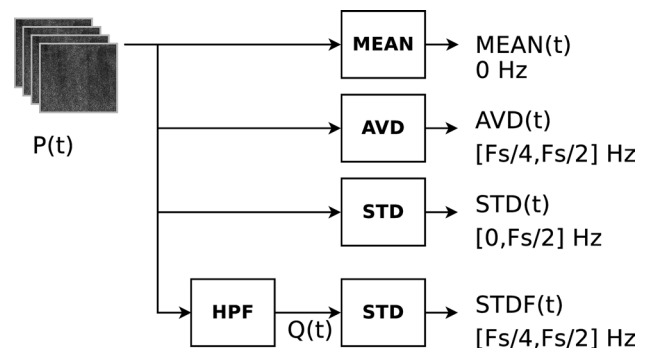 MEAN
MEAN(t)
0 Hz
P(t)
AVD
AVD(t)
[Fs/4,Fs/2] Hz
STD
STD(t)
[0,Fs/2] Hz
HPF
Q(t)
STD
STDF(t)
[Fs/4,Fs/2] Hz